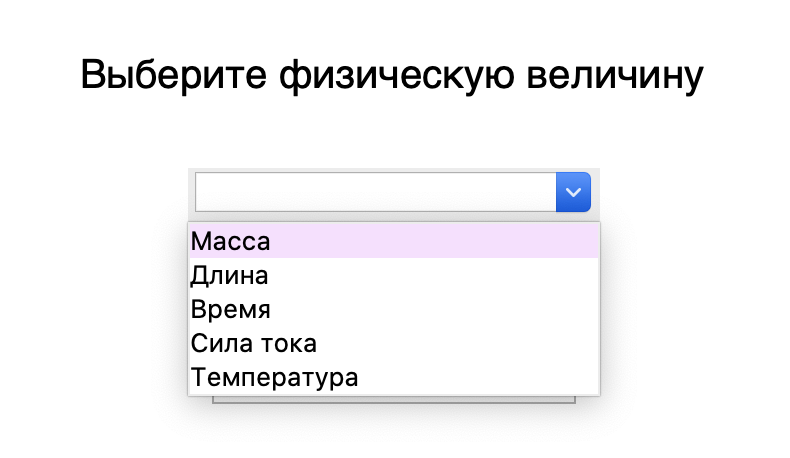 Выберите физическую величину
Масса
Длина
Время
Сила тока
Температура